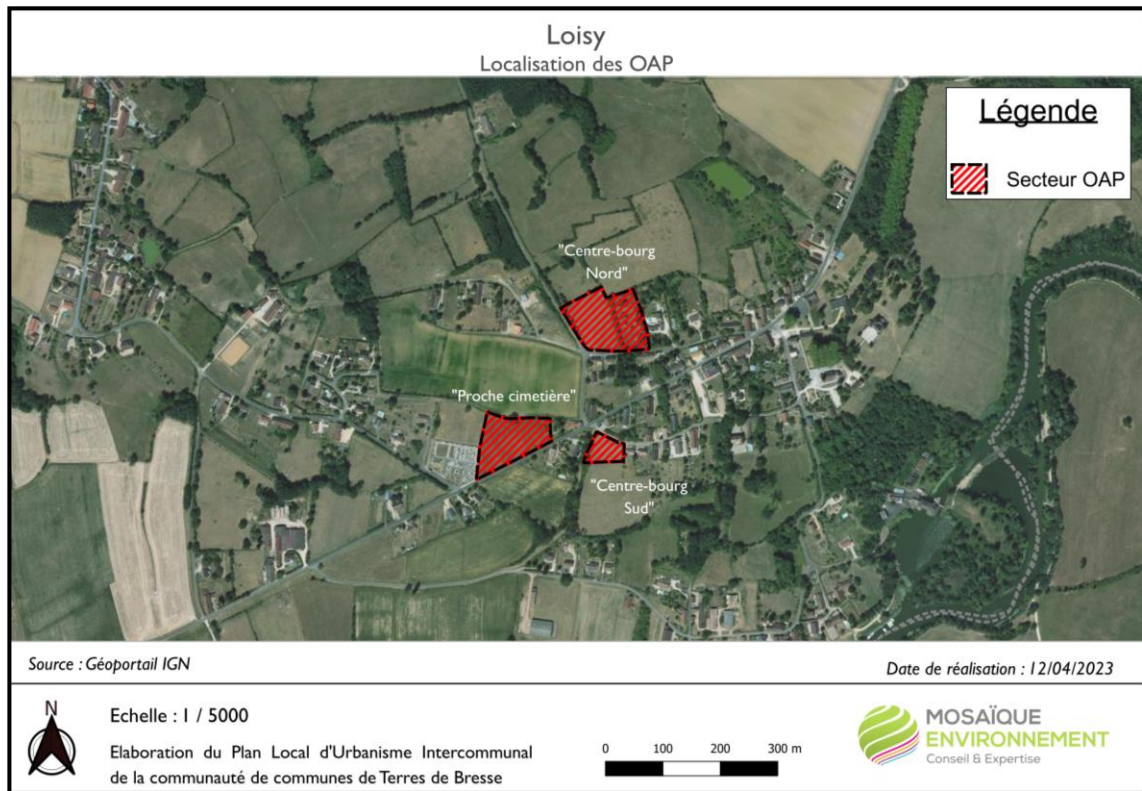 Loisy
Localisation des OAP
Légende
Secteur OAP
"Centre-bourg
Nord"
"Proche cimetière"
"Centre-bourg
Sud"
Source : Géoportail IGN
Date de réalisation : 12/04/2023
N
Echelle : 1 / 5000
Elaboration du Plan Local d'Urbanisme Intercommunal
de la communauté de communes de Terres de Bresse
0 100 200 300 m
MOSAÏQUE
ENVIRONNEMENT
Conseil & Expertise